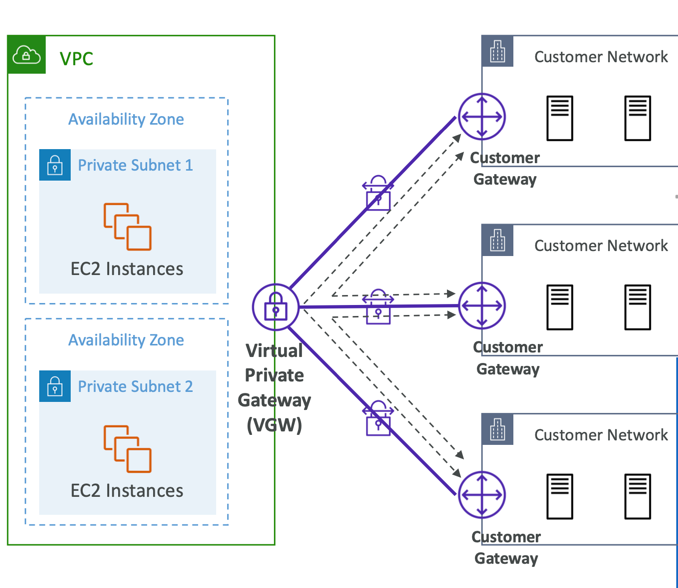 VPC
Availability Zone
Private Subnet 1
EC2 Instances
Availability Zone
Private Subnet 2
EC2 Instances
Virtual
Private
Gateway
(VGW)
Customer Network
Customer
Gateway
Customer Network
Customer
Gateway
Customer Network
Customer
Gateway